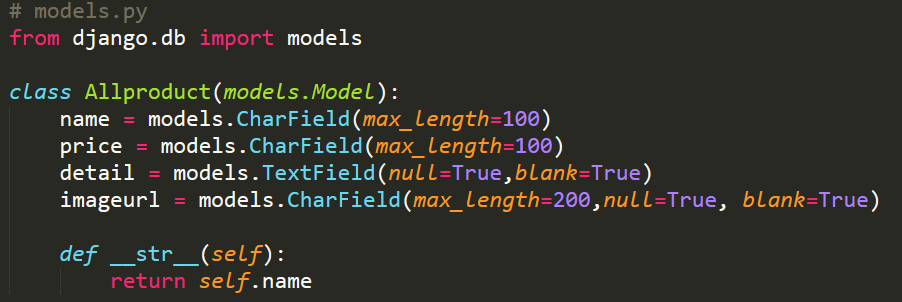 # models.py
from django.db import models
class Allproduct(models.Model):
    name = models.CharField(max_length=100)
    price = models.CharField(max_length=100)
    detail = models.TextField(null=True,blank=True)
    imageurl = models.CharField(max_length=200,null=True, blank=True)
    def __str__(self):
        return self.name